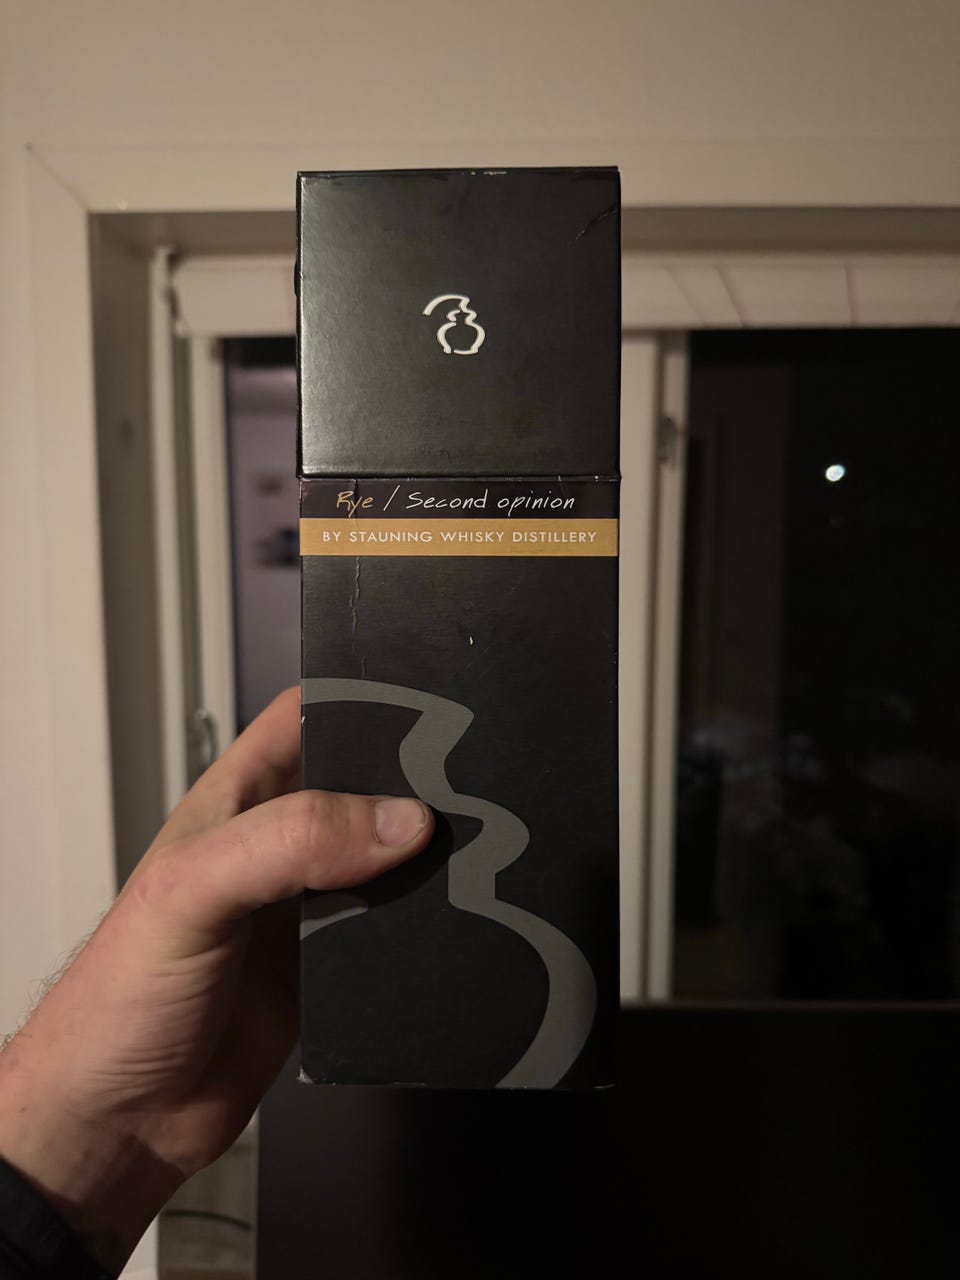 Rye / Second opinion
BY STAUNING WHISKY DISTILLERY